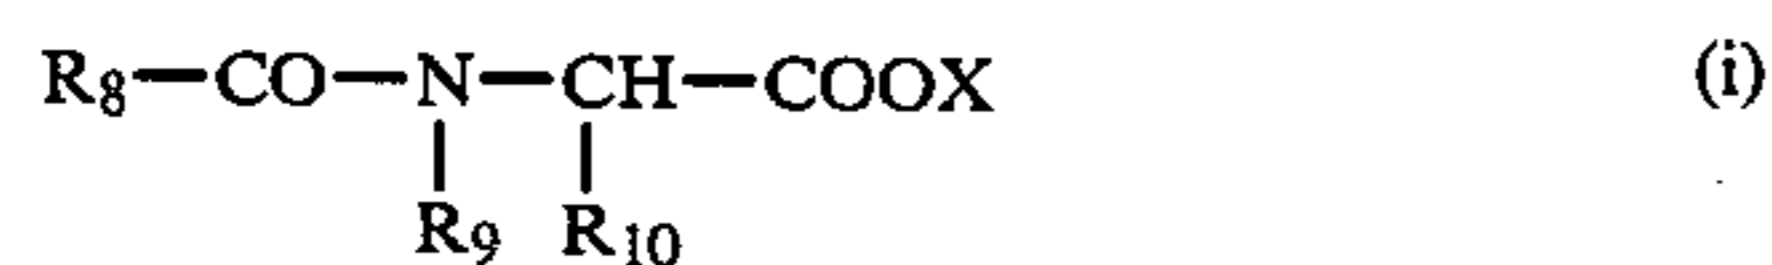 R₈—CO—N—CH—COOX (i)
R₉ R₁₀